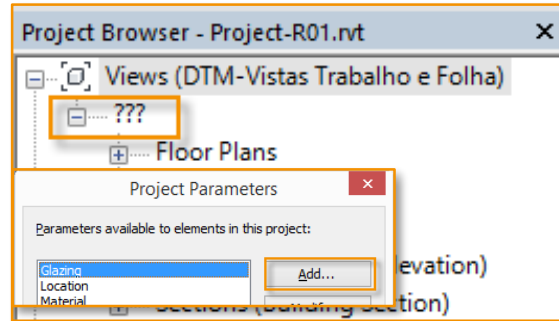 Project Browser - Project-R01.rvt
Views (DTM-Vistas Trabalho e Folha)
???
Floor Plans
Project Parameters
Parameters available to elements in this project:
Glazing
Add...
Location
levation)
Material
Sections (Building Section)